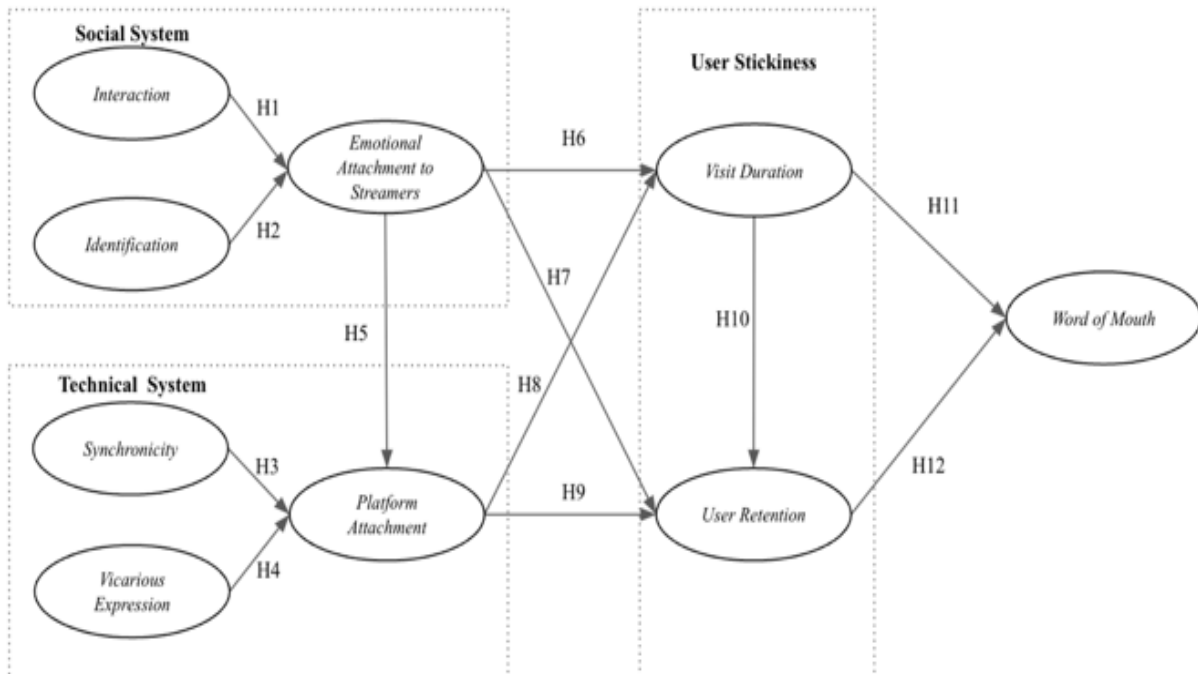 Social System
Interaction
H1
Emotional
Attachment to
Streamers
H2
Identification
H5
Technical System
Synchronicity
H3
Platform
Attachment
H4
Vicarious
Expression
H6
H7
H8
H9
User Stickiness
Visit Duration
H10
User Retention
H11
H12
Word of Mouth